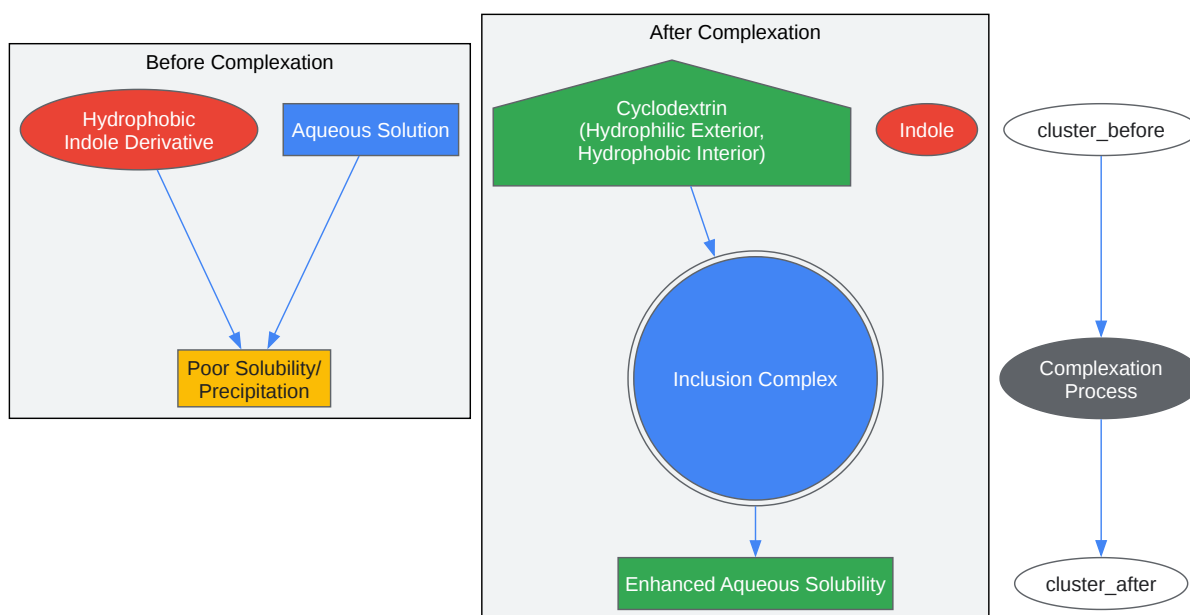 Before Complexation
Hydrophobic
Indole Derivative
Aqueous Solution
Poor Solubility/
Precipitation
After Complexation
Cyclodextrin
(Hydrophilic Exterior,
Hydrophobic Interior)
Indole
Inclusion Complex
Enhanced Aqueous Solubility
cluster_before
Complexation
Process
cluster_after